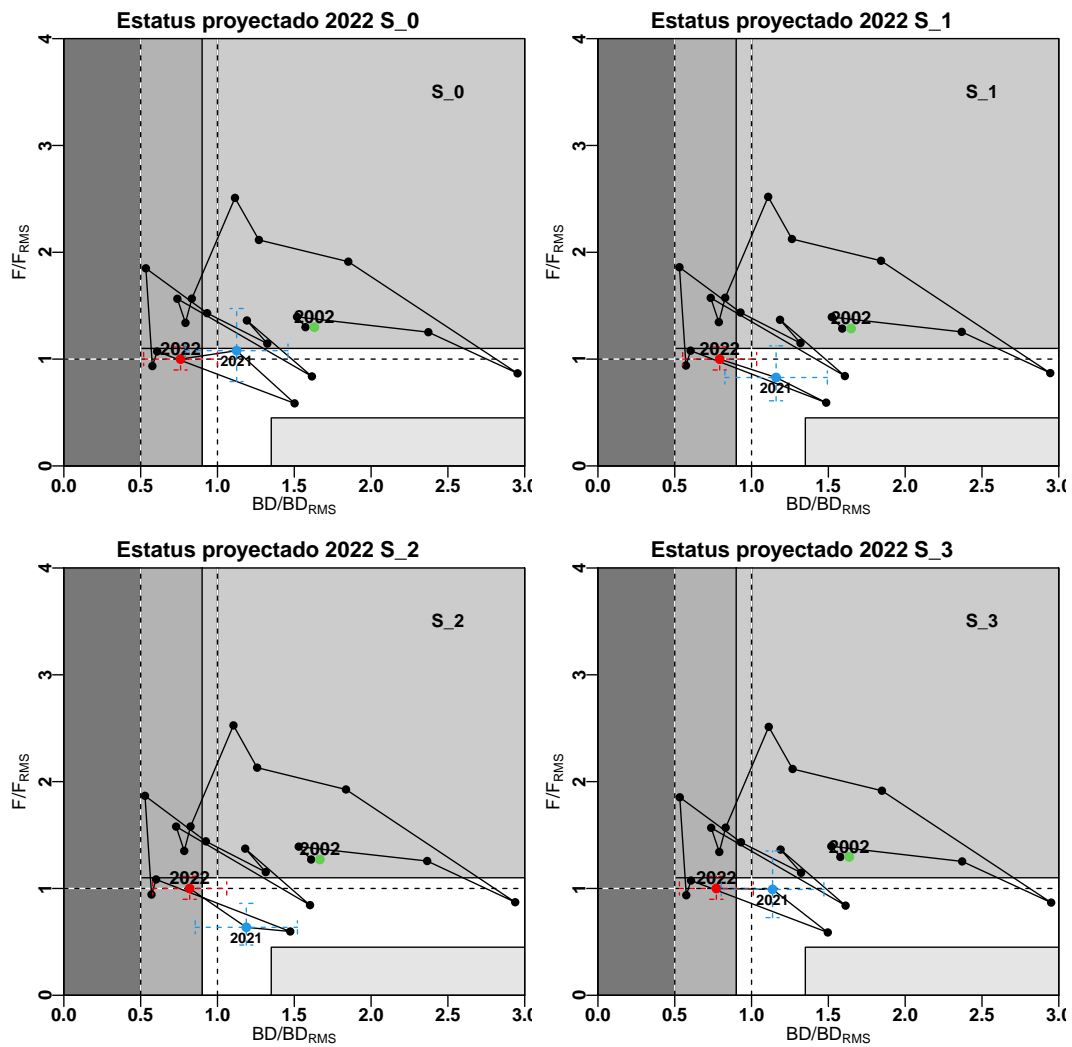 Estatus proyectado 2022 S_0
S_0
2002
2022
2021
F/F_RMS
0 1 2 3 4
0.0 0.5 1.0 1.5 2.0 2.5 3.0
BD/BD_RMS
Estatus proyectado 2022 S_1
S_1
2002
2022
2021
F/F_RMS
0 1 2 3 4
0.0 0.5 1.0 1.5 2.0 2.5 3.0
BD/BD_RMS
Estatus proyectado 2022 S_2
S_2
2002
2022
2021
F/F_RMS
0 1 2 3 4
0.0 0.5 1.0 1.5 2.0 2.5 3.0
BD/BD_RMS
Estatus proyectado 2022 S_3
S_3
2002
2022
2021
F/F_RMS
0 1 2 3 4
0.0 0.5 1.0 1.5 2.0 2.5 3.0
BD/BD_RMS